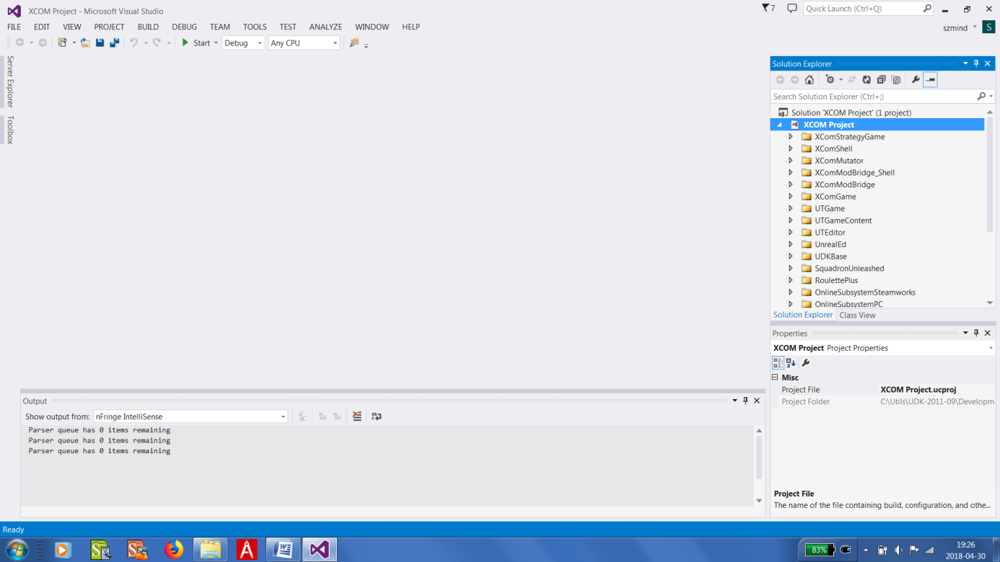 XCOM Project - Microsoft Visual Studio
7
Quick Launch (Ctrl+Q)
FILE EDIT VIEW PROJECT BUILD DEBUG TEAM TOOLS TEST ANALYZE WINDOW HELP
szmind S
Start Debug Any CPU
Server Explorer
Toolbox
Solution Explorer
Search Solution Explorer (Ctrl+;)
Solution 'XCOM Project' (1 project)
XCOM Project
XComStrategyGame
XComShell
XComMutator
XComModBridge_Shell
XComModBridge
XComGame
UTGame
UTGameContent
UTEditor
UnrealEd
UDKBase
SquadronUnleashed
RoulettePlus
OnlineSubsystemSteamworks
OnlineSubsystemPC
Solution Explorer Class View
Properties
XCOM Project Project Properties
Misc
Project File XCOM Project.ucproj
Project Folder C:\Utils\UDK-2011-09\Developm
Project File
The name of the file containing build, configuration, and othe...
Output
Show output from: nFringe IntelliSense
Parser queue has 0 items remaining
Parser queue has 0 items remaining
Parser queue has 0 items remaining
Ready
83%
19:26
2018-04-30